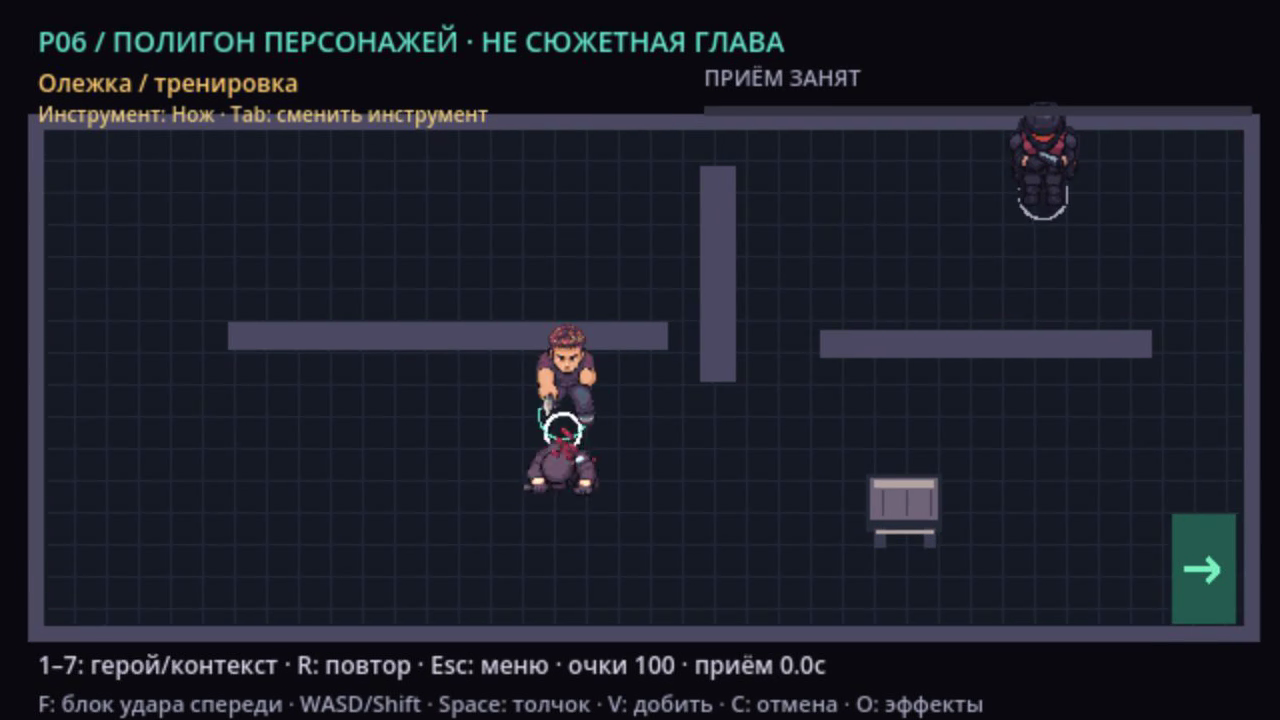 P06 / ПОЛИГОН ПЕРСОНАЖЕЙ · НЕ СЮЖЕТНАЯ ГЛАВА
Олежка / тренировка
ПРИЁМ ЗАНЯТ
Инструмент: Нож · Tab: сменить инструмент
→
1–7: герой/контекст · R: повтор · Esc: меню · очки 100 · приём 0.0с
F: блок удара спереди · WASD/Shift · Space: толчок · V: добить · C: отмена · O: эффекты